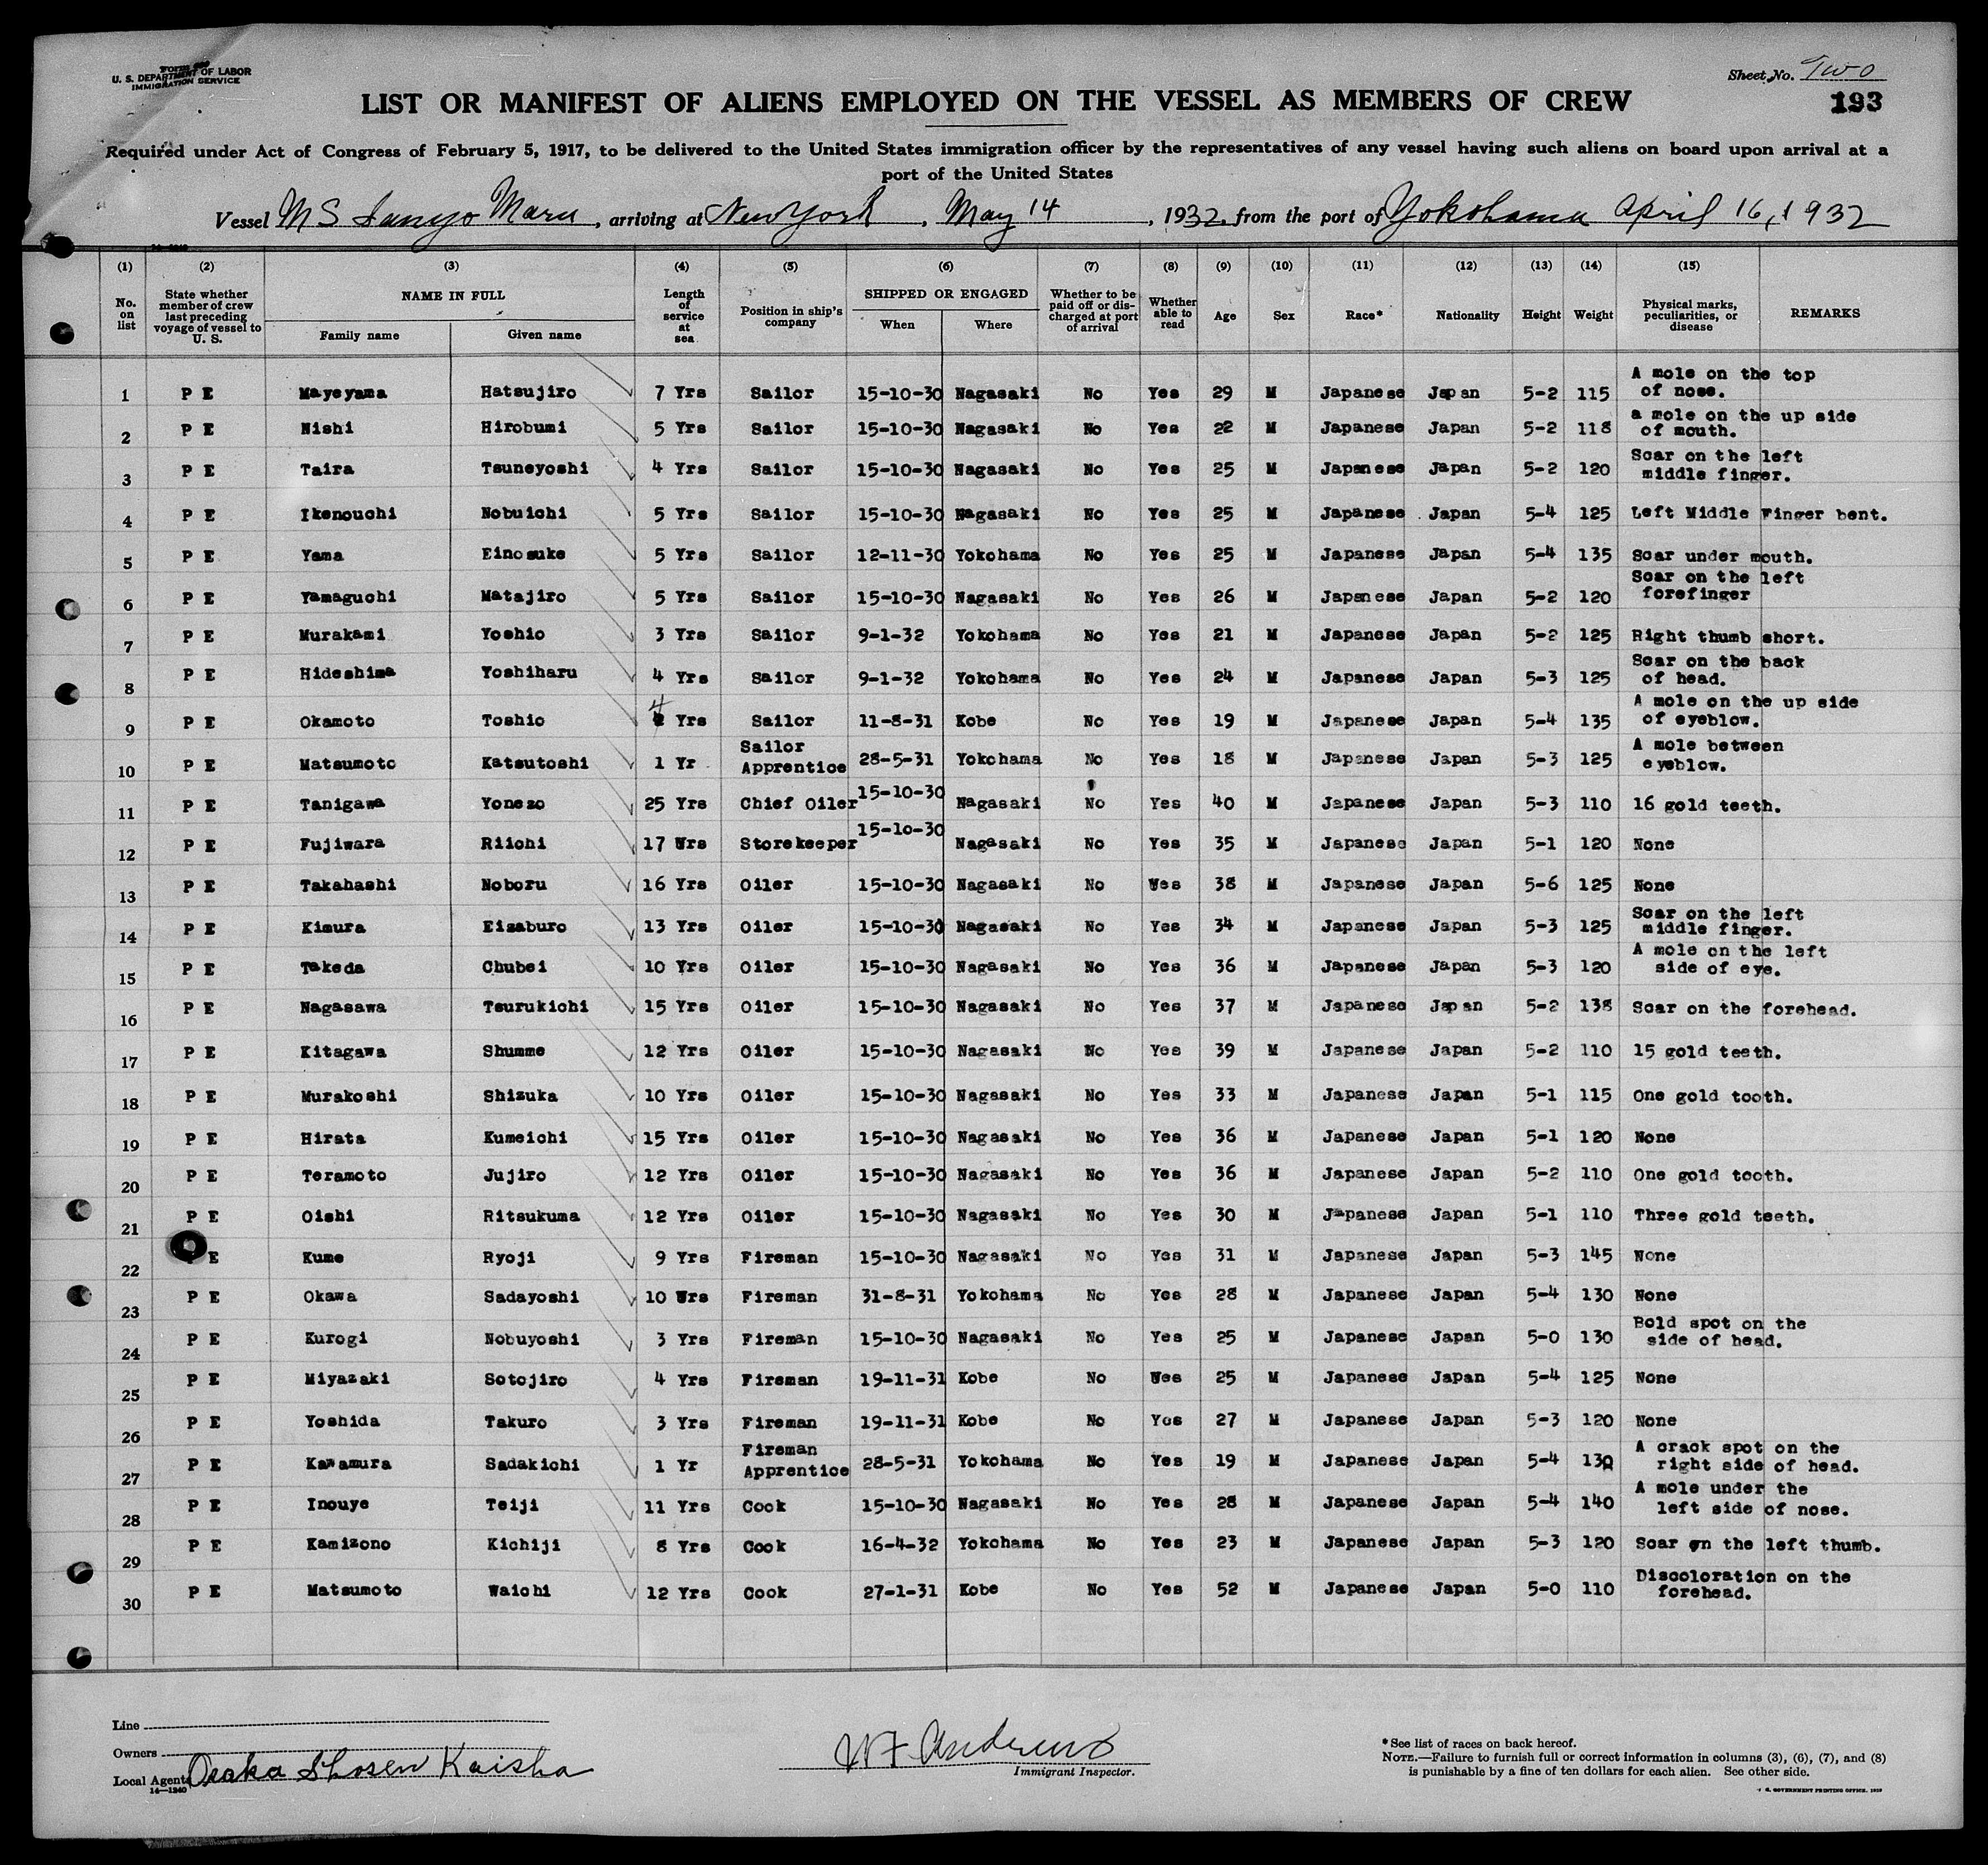 U. S. DEPARTMENT OF LABOR
IMMIGRATION SERVICE
Sheet No. Two
193
LIST OR MANIFEST OF ALIENS EMPLOYED ON THE VESSEL AS MEMBERS OF CREW
Required under Act of Congress of February 5, 1917, to be delivered to the United States immigration officer by the representatives of any vessel having such aliens on board upon arrival at a
port of the United States
Vessel MS Sanyo Maru, arriving at New York, May 14, 1932, from the port of Yokohama April 16, 1932
(1) (2) (3) (4) (5) (6) (7) (8) (9) (10) (11) (12) (13) (14) (15)
No. on list
State whether member of crew last preceding voyage of vessel to U. S.
NAME IN FULL
Family name
Given name
Length of service at sea
Position in ship's company
SHIPPED OR ENGAGED
When
Where
Whether to be paid off or discharged at port of arrival
Whether able to read
Age
Sex
Race*
Nationality
Height
Weight
Physical marks, peculiarities, or disease
REMARKS
1 P E Mayeyama Hatsujiro 7 Yrs Sailor 15-10-30 Nagasaki No Yes 29 M Japanese Japan 5-2 115 A mole on the top of nose.
2 P E Nishi Hirobumi 5 Yrs Sailor 15-10-30 Nagasaki No Yes 22 M Japanese Japan 5-2 118 a mole on the up side of mouth.
3 P E Taira Tsuneyoshi 4 Yrs Sailor 15-10-30 Nagasaki No Yes 25 M Japanese Japan 5-2 120 Scar on the left middle finger.
4 P E Ikenouchi Nobuichi 5 Yrs Sailor 15-10-30 Nagasaki No Yes 25 M Japanese Japan 5-4 125 Left Middle Finger bent.
5 P E Yama Einosuke 5 Yrs Sailor 12-11-30 Yokohama No Yes 25 M Japanese Japan 5-4 135 Scar under mouth.
6 P E Yamaguchi Matajiro 5 Yrs Sailor 15-10-30 Nagasaki No Yes 26 M Japanese Japan 5-2 120 Scar on the left forefinger
7 P E Murakami Yoshio 3 Yrs Sailor 9-1-32 Yokohama No Yes 21 M Japanese Japan 5-2 125 Right thumb short.
8 P E Hideshima Yoshiharu 4 Yrs Sailor 9-1-32 Yokohama No Yes 24 M Japanese Japan 5-3 125 Scar on the back of head.
9 P E Okamoto Toshio 4 Yrs Sailor 11-8-31 Kobe No Yes 19 M Japanese Japan 5-4 135 A mole on the up side of eyeblow.
10 P E Matsumoto Katsutoshi 1 Yr Sailor Apprentice 28-5-31 Yokohama No Yes 18 M Japanese Japan 5-3 125 A mole between eyeblow.
11 P E Tanigawa Yonezo 25 Yrs Chief Oiler 15-10-30 Nagasaki No Yes 40 M Japanese Japan 5-3 110 16 gold teeth.
12 P E Fujiwara Riichi 17 Yrs Storekeeper 15-10-30 Nagasaki No Yes 35 M Japanese Japan 5-1 120 None
13 P E Takahashi Noboru 16 Yrs Oiler 15-10-30 Nagasaki No Yes 38 M Japanese Japan 5-6 125 None
14 P E Kimura Eisaburo 13 Yrs Oiler 15-10-30 Nagasaki No Yes 34 M Japanese Japan 5-3 125 Scar on the left middle finger.
15 P E Takeda Chubei 10 Yrs Oiler 15-10-30 Nagasaki No Yes 36 M Japanese Japan 5-3 120 A mole on the left side of eye.
16 P E Nagasawa Tsurukichi 15 Yrs Oiler 15-10-30 Nagasaki No Yes 37 M Japanese Japan 5-2 138 Scar on the forehead.
17 P E Kitagawa Shumme 12 Yrs Oiler 15-10-30 Nagasaki No Yes 39 M Japanese Japan 5-2 110 15 gold teeth.
18 P E Murakoshi Shizuka 10 Yrs Oiler 15-10-30 Nagasaki No Yes 33 M Japanese Japan 5-1 115 One gold tooth.
19 P E Hirata Kumeichi 15 Yrs Oiler 15-10-30 Nagasaki No Yes 36 M Japanese Japan 5-1 120 None
20 P E Teramoto Jujiro 12 Yrs Oiler 15-10-30 Nagasaki No Yes 36 M Japanese Japan 5-2 110 One gold tooth.
21 P E Oishi Ritsukuma 12 Yrs Oiler 15-10-30 Nagasaki No Yes 30 M Japanese Japan 5-1 110 Three gold teeth.
22 E Kume Ryoji 9 Yrs Fireman 15-10-30 Nagasaki No Yes 31 M Japanese Japan 5-3 145 None
23 P E Okawa Sadayoshi 10 Yrs Fireman 31-8-31 Yokohama No Yes 28 M Japanese Japan 5-4 130 None
24 P E Kurogi Nobuyoshi 3 Yrs Fireman 15-10-30 Nagasaki No Yes 25 M Japanese Japan 5-0 130 Bold spot on the side of head.
25 P E Miyazaki Sotojiro 4 Yrs Fireman 19-11-31 Kobe No Yes 25 M Japanese Japan 5-4 125 None
26 P E Yoshida Takuro 3 Yrs Fireman 19-11-31 Kobe No Yes 27 M Japanese Japan 5-3 120 None
27 P E Kawamura Sadakichi 1 Yr Fireman Apprentice 28-5-31 Yokohama No Yes 19 M Japanese Japan 5-4 130 A crack spot on the right side of head.
28 P E Inouye Teiji 11 Yrs Cook 15-10-30 Nagasaki No Yes 28 M Japanese Japan 5-4 140 A mole under the left side of nose.
29 P E Kamizono Kichiji 8 Yrs Cook 16-4-32 Yokohama No Yes 23 M Japanese Japan 5-3 120 Scar on the left thumb.
30 P E Matsumoto Waichi 12 Yrs Cook 27-1-31 Kobe No Yes 52 M Japanese Japan 5-0 110 Discoloration on the forehead.
Line
Owners
Local Agents Osaka Shosen Kaisha
14—1240
W F Andrews
Immigrant Inspector.
* See list of races on back hereof.
NOTE.—Failure to furnish full or correct information in columns (3), (6), (7), and (8)
is punishable by a fine of ten dollars for each alien. See other side.
GOVERNMENT PRINTING OFFICE. 1929